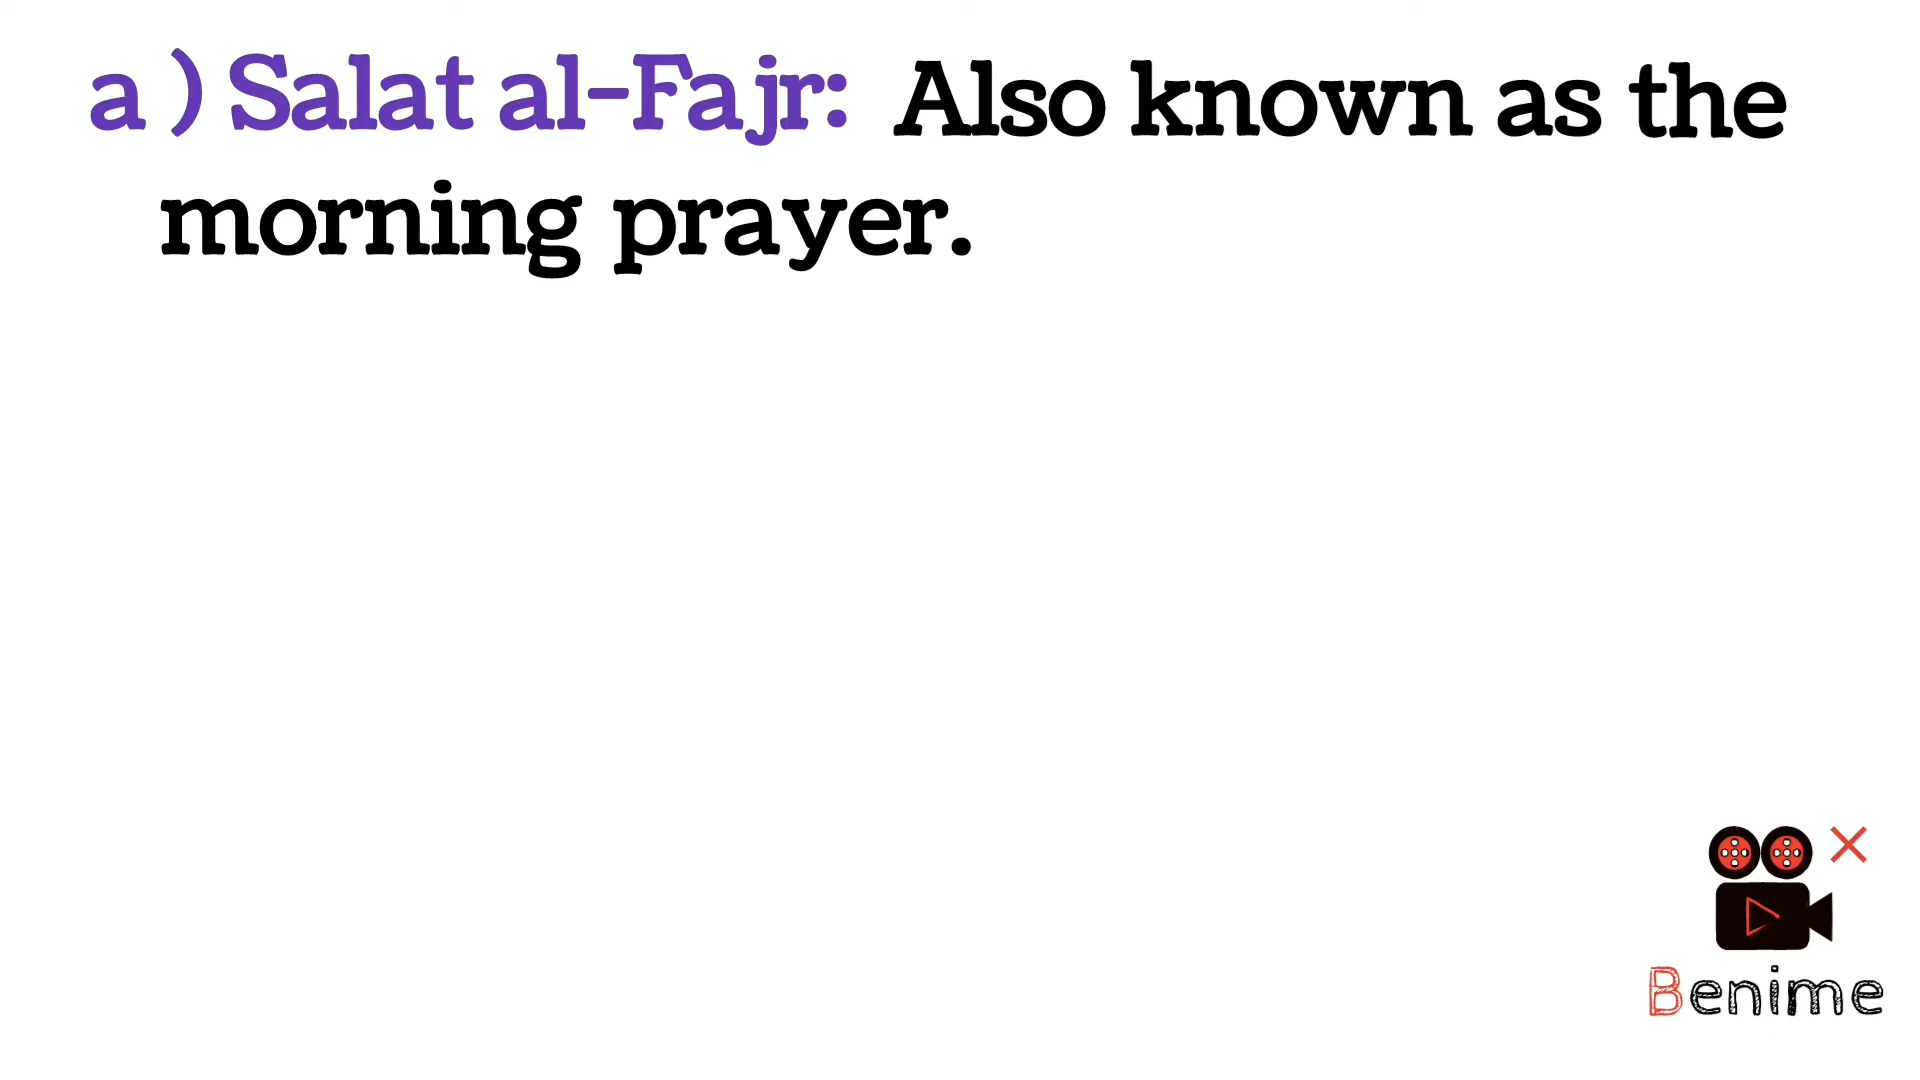 a ) Salat al-Fajr: Also known as the
morning prayer.
Benime